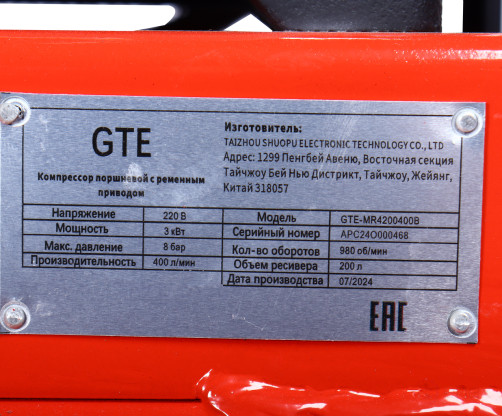 GTE
Компрессор поршневой с ременным
приводом
Изготовитель:
TAIZHOU SHUOPU ELECTRONIC TECHNOLOGY CO., LTD
Адрес: 1299 Пенгбей Авеню, Восточная секция
Тайчжоу Бей Нью Дистрикт, Тайчжоу, Жейянг,
Китай 318057
Напряжение 220 В
Мощность 3 кВт
Макс. давление 8 бар
Производительность 400 л/мин
Модель GTE-MR4200400B
Серийный номер APC24O000468
Кол-во оборотов 980 об/мин
Объем ресивера 200 л
Дата производства 07/2024
EAC